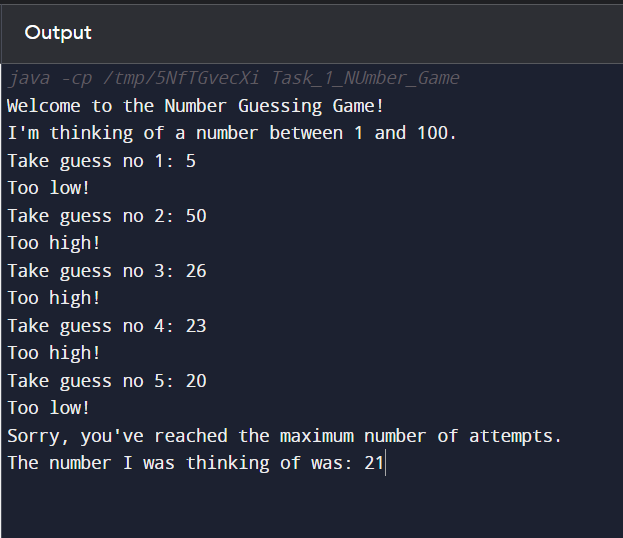 Output
java -cp /tmp/5NfTGvecXi Task_1_NUmber_Game
Welcome to the Number Guessing Game!
I'm thinking of a number between 1 and 100.
Take guess no 1: 5
Too low!
Take guess no 2: 50
Too high!
Take guess no 3: 26
Too high!
Take guess no 4: 23
Too high!
Take guess no 5: 20
Too low!
Sorry, you've reached the maximum number of attempts.
The number I was thinking of was: 21